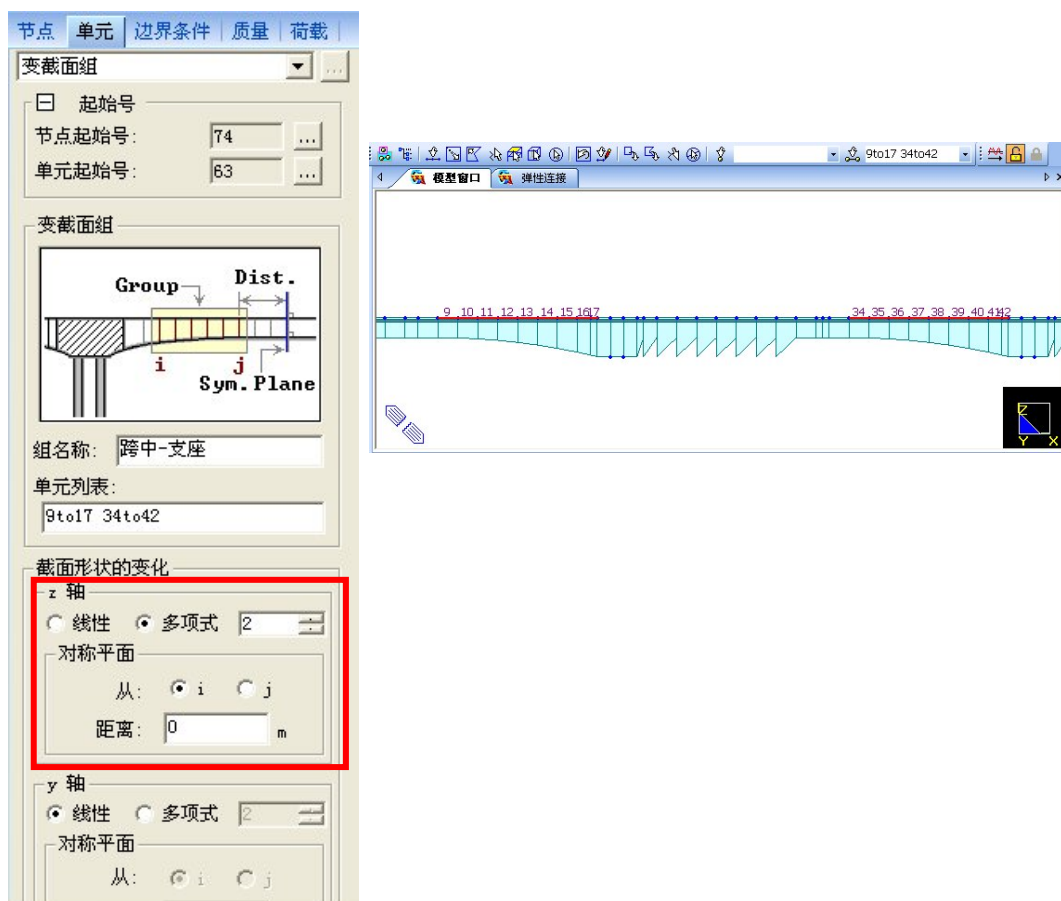 节点 单元 边界条件 质量 荷载
变截面组 ...
起始号
节点起始号: 74 ...
单元起始号: 63 ...
变截面组
Group Dist.
i j
Sym.Plane
组名称: 跨中-支座
单元列表:
9to17 34to42
截面形状的变化
z 轴
线性 多项式 2
对称平面
从: i j
距离: 0 m
y 轴
线性 多项式 2
对称平面
从: i j
9to17 34to42
模型窗口 弹性连接
9 10 11 12 13 14 15 16 17 34 35 36 37 38 39 40 41 42
Z
Y X